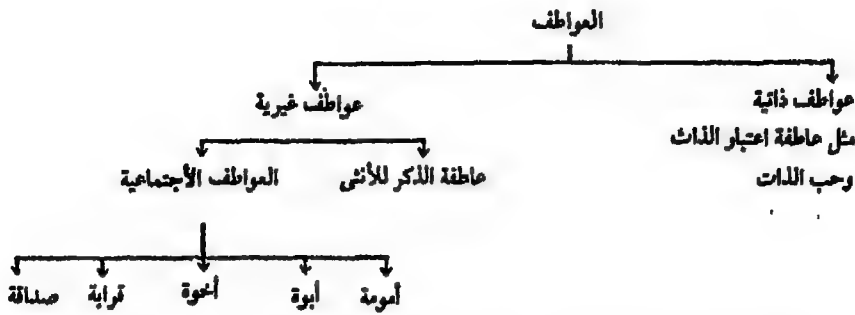 العواطف
عواطف ذاتية
مثل عاطفة اعتبار الذات
وحب الذات
عواطف غيرية
عاطفة الذكر للأنثى
العواطف الأجتماعية
أمومة
أبوة
أخوة
قرابة
صداقة